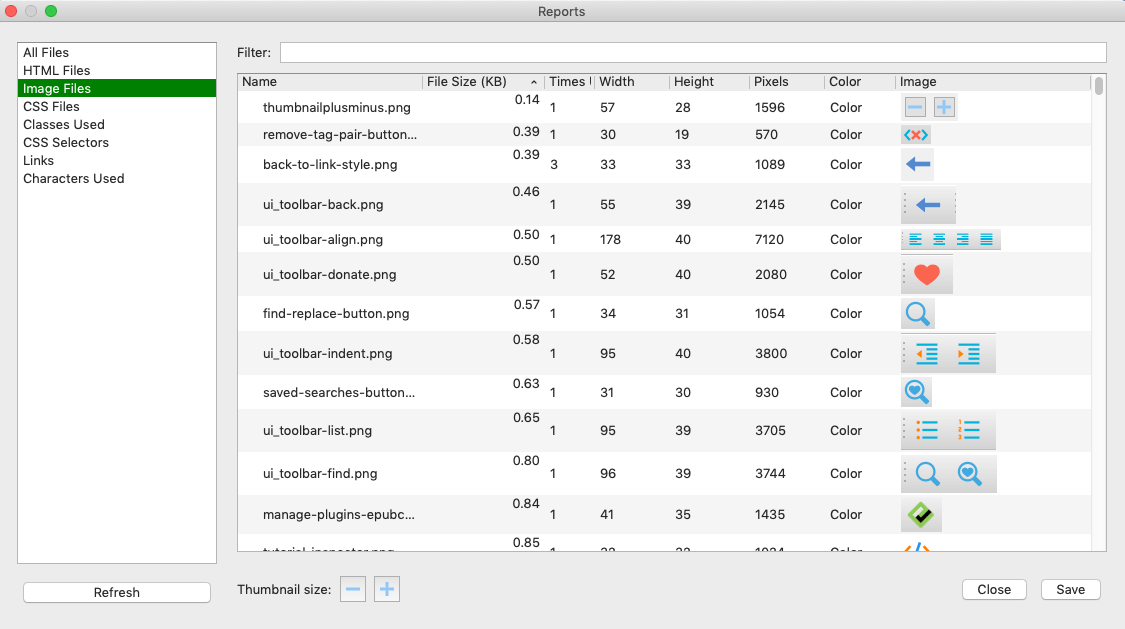 Reports
All Files
HTML Files
Image Files
CSS Files
Classes Used
CSS Selectors
Links
Characters Used
Refresh
Filter:
Name File Size (KB) Times Width Height Pixels Color Image
thumbnailplusminus.png 0.14 1 57 28 1596 Color
remove-tag-pair-button... 0.39 1 30 19 570 Color
back-to-link-style.png 0.39 3 33 33 1089 Color
ui_toolbar-back.png 0.46 1 55 39 2145 Color
ui_toolbar-align.png 0.50 1 178 40 7120 Color
ui_toolbar-donate.png 0.50 1 52 40 2080 Color
find-replace-button.png 0.57 1 34 31 1054 Color
ui_toolbar-indent.png 0.58 1 95 40 3800 Color
saved-searches-button... 0.63 1 31 30 930 Color
ui_toolbar-list.png 0.65 1 95 39 3705 Color
ui_toolbar-find.png 0.80 1 96 39 3744 Color
manage-plugins-epubc... 0.84 1 41 35 1435 Color
0.85
Thumbnail size:
Close
Save